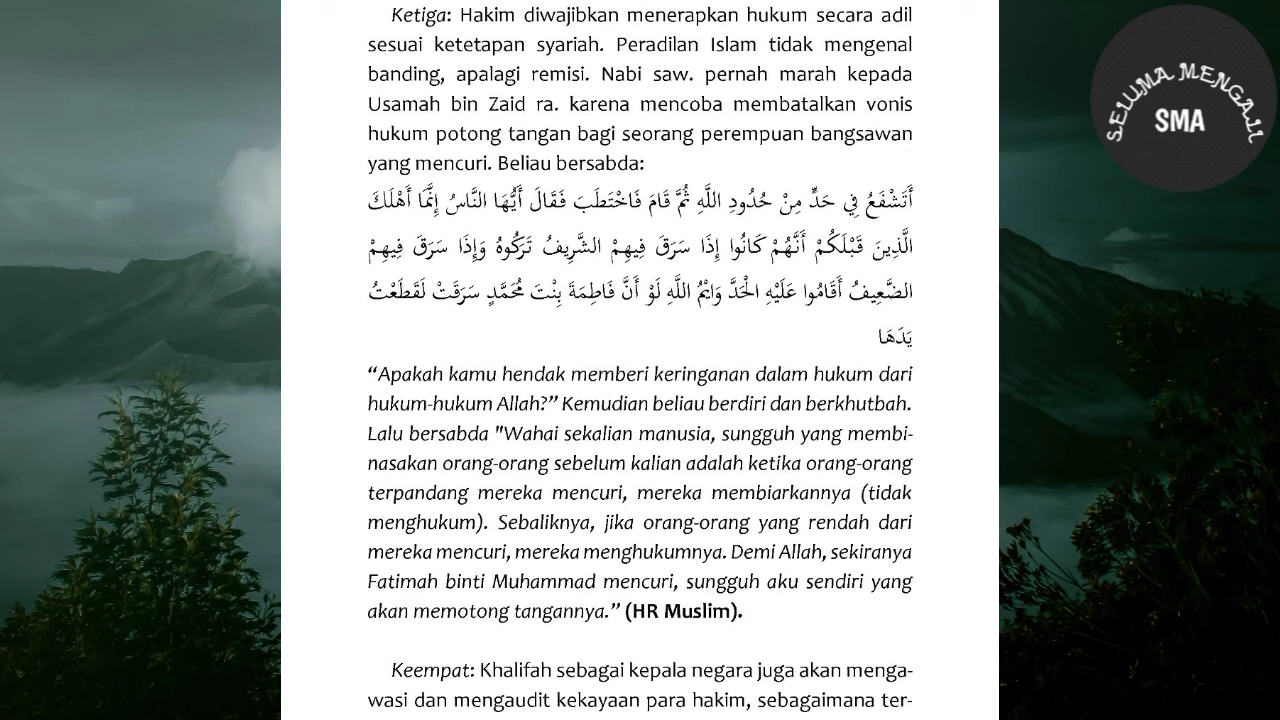 Ketiga: Hakim diwajibkan menerapkan hukum secara adil
sesuai ketetapan syariah. Peradilan Islam tidak mengenal
banding, apalagi remisi. Nabi saw. pernah marah kepada
Usamah bin Zaid ra. karena mencoba membatalkan vonis
hukum potong tangan bagi seorang perempuan bangsawan
yang mencuri. Beliau bersabda:
أَتَشْفَعُ فِي حَدٍّ مِنْ حُدُودِ اللَّهِ ثُمَّ قَامَ فَاخْتَطَبَ فَقَالَ أَيُّهَا النَّاسُ إِنَّمَا أَهْلَكَ
الَّذِينَ قَبْلَكُمْ أَنَّهُمْ كَانُوا إِذَا سَرَقَ فِيهِمْ الشَّرِيفُ تَرَكُوهُ وَإِذَا سَرَقَ فِيهِمْ
الضَّعِيفُ أَقَامُوا عَلَيْهِ الْحَدَّ وَايْمُ اللَّهِ لَوْ أَنَّ فَاطِمَةَ بِنْتَ مُحَمَّدٍ سَرَقَتْ لَقَطَعْتُ
يَدَهَا
“Apakah kamu hendak memberi keringanan dalam hukum dari
hukum-hukum Allah?” Kemudian beliau berdiri dan berkhutbah.
Lalu bersabda "Wahai sekalian manusia, sungguh yang membi-
nasakan orang-orang sebelum kalian adalah ketika orang-orang
terpandang mereka mencuri, mereka membiarkannya (tidak
menghukum). Sebaliknya, jika orang-orang yang rendah dari
mereka mencuri, mereka menghukumnya. Demi Allah, sekiranya
Fatimah binti Muhammad mencuri, sungguh aku sendiri yang
akan memotong tangannya.” (HR Muslim).
Keempat: Khalifah sebagai kepala negara juga akan menga-
wasi dan mengaudit kekayaan para hakim, sebagaimana ter-
SELUMA MENGAJI
SMA